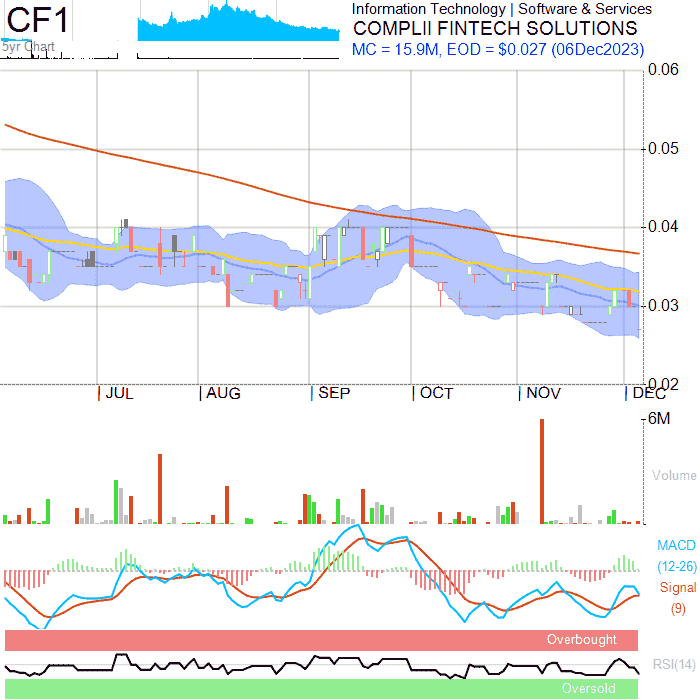 CF1
Information Technology | Software & Services
COMPLII FINTECH SOLUTIONS
MC = 15.9M, EOD = $0.027 (06Dec2023)
5yr Chart
0.06
0.05
0.04
0.03
0.02
JUL
AUG
SEP
OCT
NOV
DEC
6M
Volume
MACD
(12-26)
Signal
(9)
Overbought
RSI(14)
Oversold